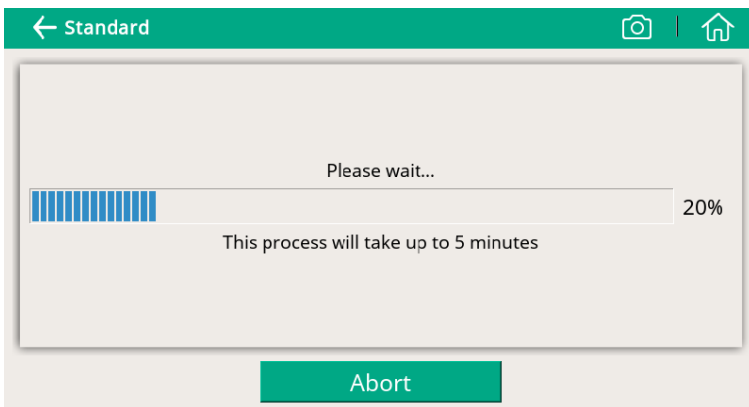 Standard
Please wait...
20%
This process will take up to 5 minutes
Abort